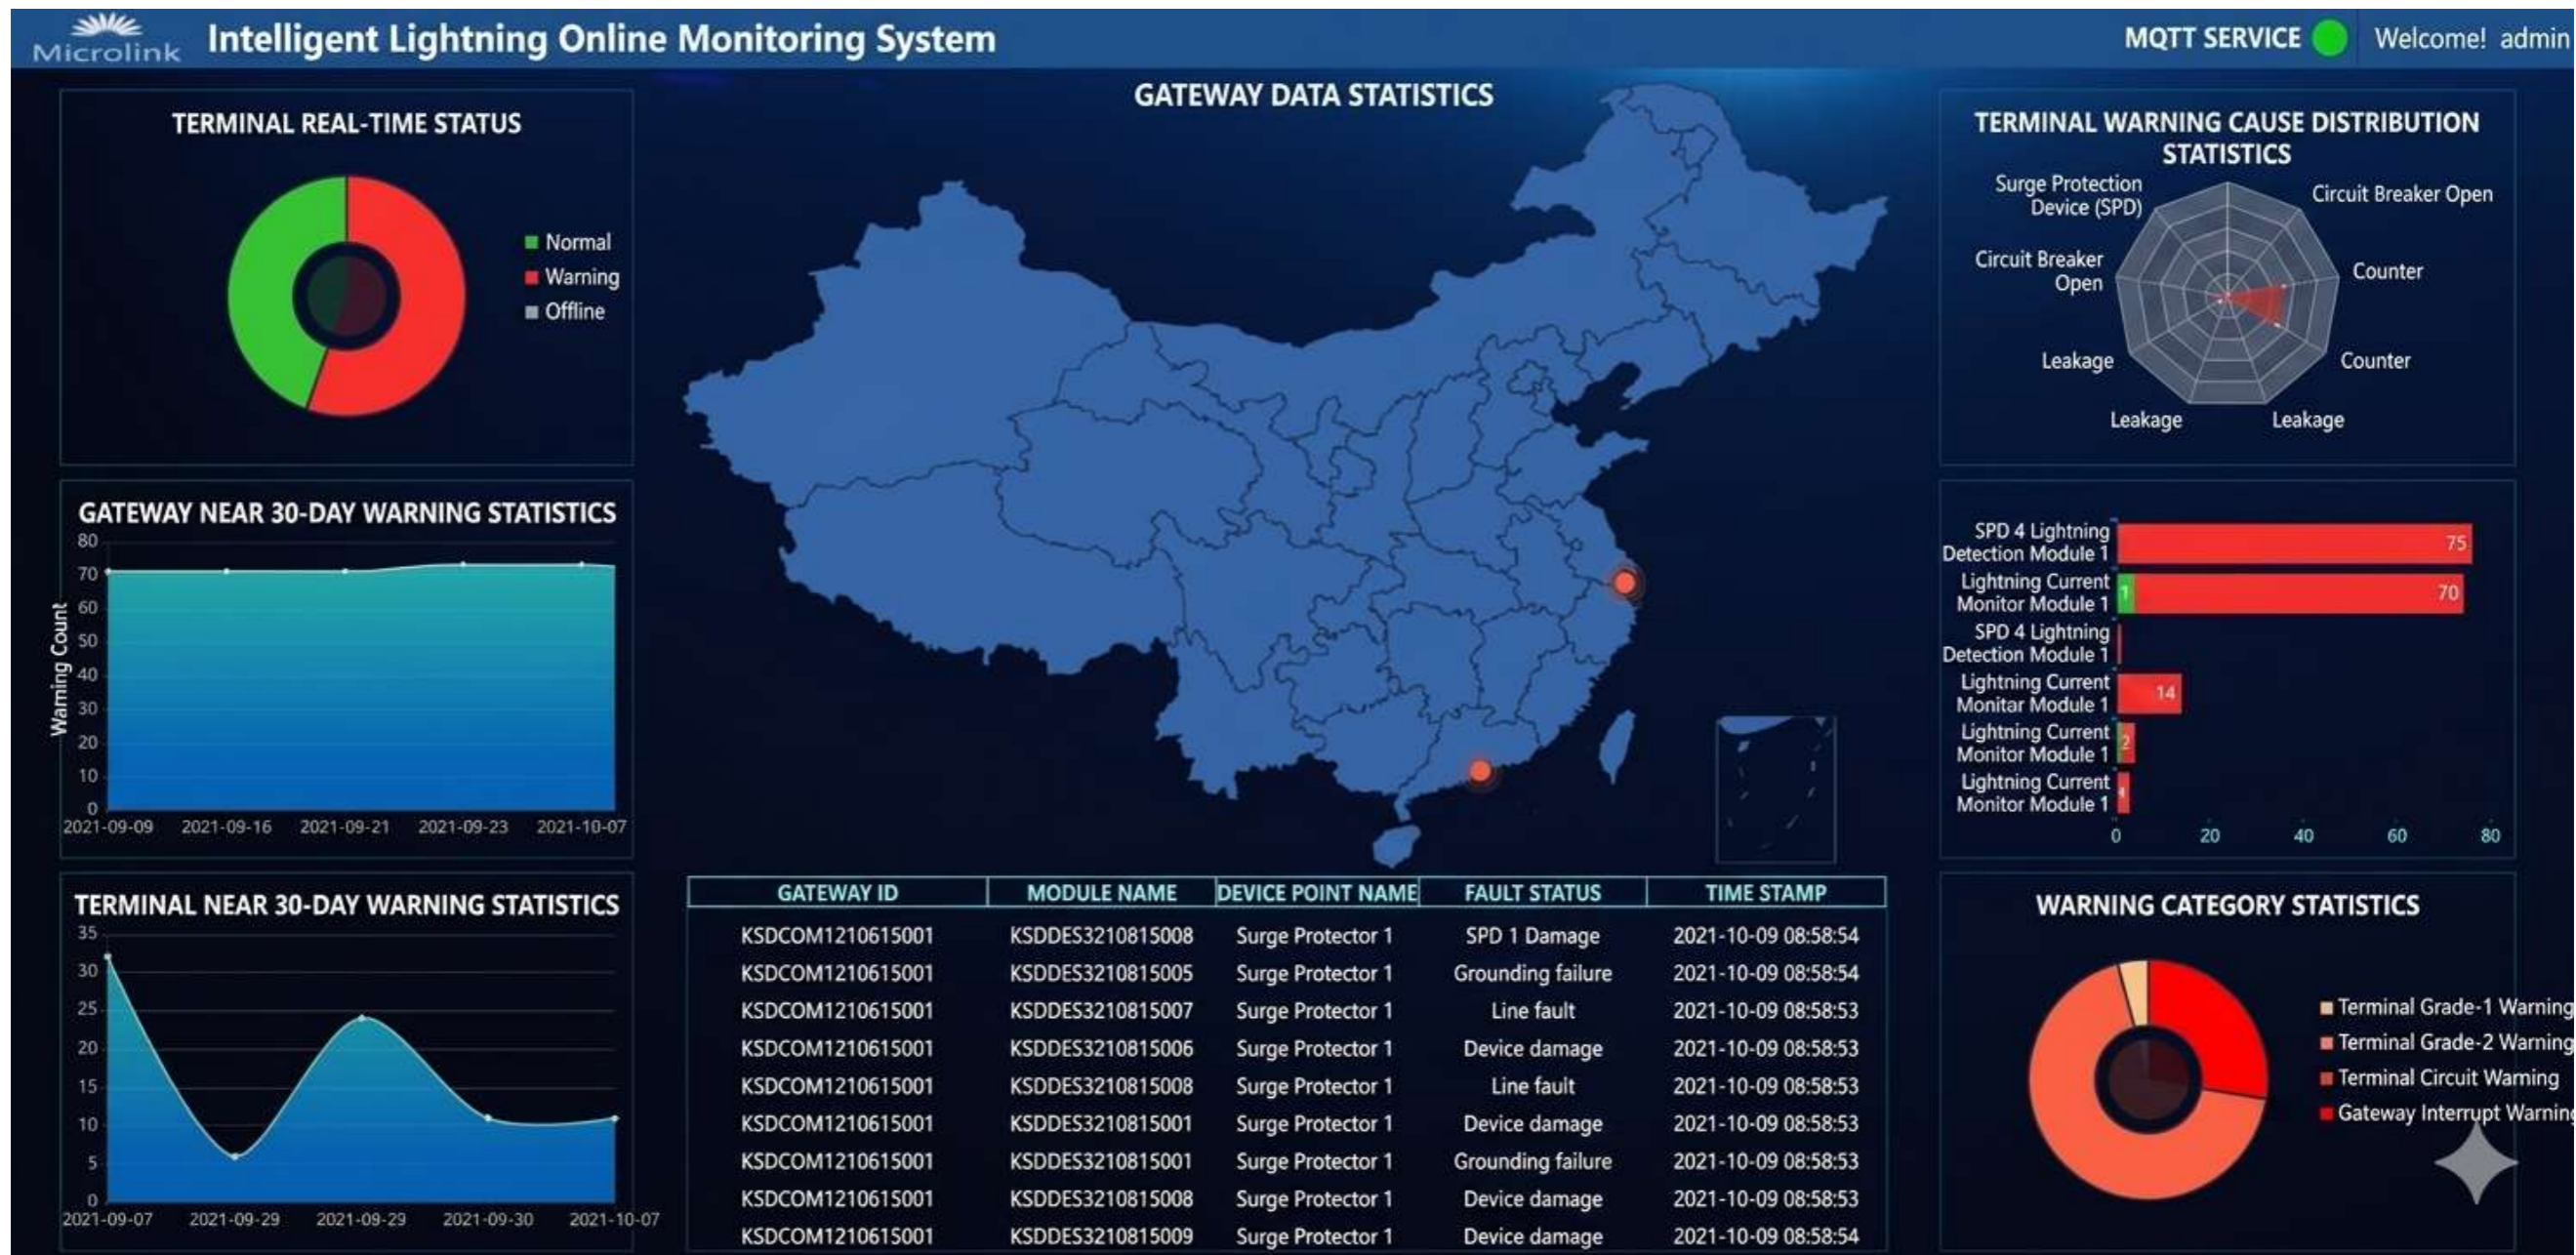 Microlink
Intelligent Lightning Online Monitoring System
MQTT SERVICE
Welcome! admin
TERMINAL REAL-TIME STATUS
Normal
Warning
Offline
GATEWAY NEAR 30-DAY WARNING STATISTICS
Warning Count
80
70
60
50
40
30
20
10
0
2021-09-09 2021-09-16 2021-09-21 2021-09-23 2021-10-07
TERMINAL NEAR 30-DAY WARNING STATISTICS
35
30
25
20
15
10
5
0
2021-09-07 2021-09-29 2021-09-29 2021-09-30 2021-10-07
GATEWAY DATA STATISTICS
GATEWAY ID MODULE NAME DEVICE POINT NAME FAULT STATUS TIME STAMP
KSDCOM1210615001 KSDDES3210815008 Surge Protector 1 SPD 1 Damage 2021-10-09 08:58:54
KSDCOM1210615001 KSDDES3210815005 Surge Protector 1 Grounding failure 2021-10-09 08:58:54
KSDCOM1210615001 KSDDES3210815007 Surge Protector 1 Line fault 2021-10-09 08:58:53
KSDCOM1210615001 KSDDES3210815006 Surge Protector 1 Device damage 2021-10-09 08:58:53
KSDCOM1210615001 KSDDES3210815008 Surge Protector 1 Line fault 2021-10-09 08:58:53
KSDCOM1210615001 KSDDES3210815001 Surge Protector 1 Device damage 2021-10-09 08:58:53
KSDCOM1210615001 KSDDES3210815001 Surge Protector 1 Grounding failure 2021-10-09 08:58:53
KSDCOM1210615001 KSDDES3210815008 Surge Protector 1 Device damage 2021-10-09 08:58:53
KSDCOM1210615001 KSDDES3210815009 Surge Protector 1 Device damage 2021-10-09 08:58:54
TERMINAL WARNING CAUSE DISTRIBUTION
STATISTICS
Surge Protection
Device (SPD)
Circuit Breaker Open
Circuit Breaker
Open
Counter
Leakage
Counter
Leakage
Leakage
SPD 4 Lightning
Detection Module 1
75
Lightning Current
Monitor Module 1
1
70
SPD 4 Lightning
Detection Module 1
Lightning Current
Monitar Module 1
14
Lightning Current
Monitor Module 1
2
Lightning Current
Monitor Module 1
0 20 40 60 80
WARNING CATEGORY STATISTICS
Terminal Grade-1 Warning
Terminal Grade-2 Warning
Terminal Circuit Warning
Gateway Interrupt Warning